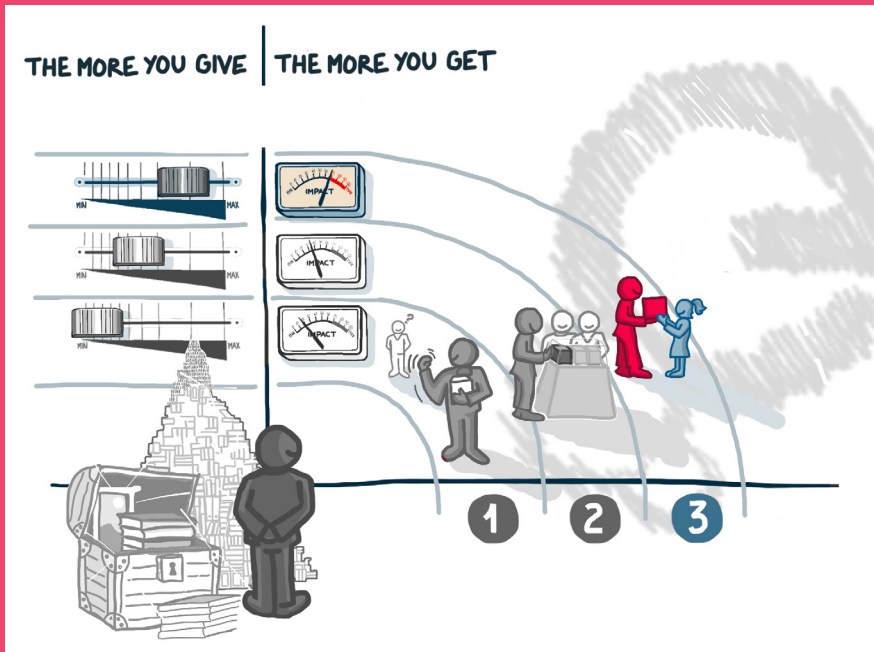 THE MORE YOU GIVE
THE MORE YOU GET
MIN MAX
IMPACT
MIN MAX
IMPACT
MIN MAX
IMPACT
?
1
2
3